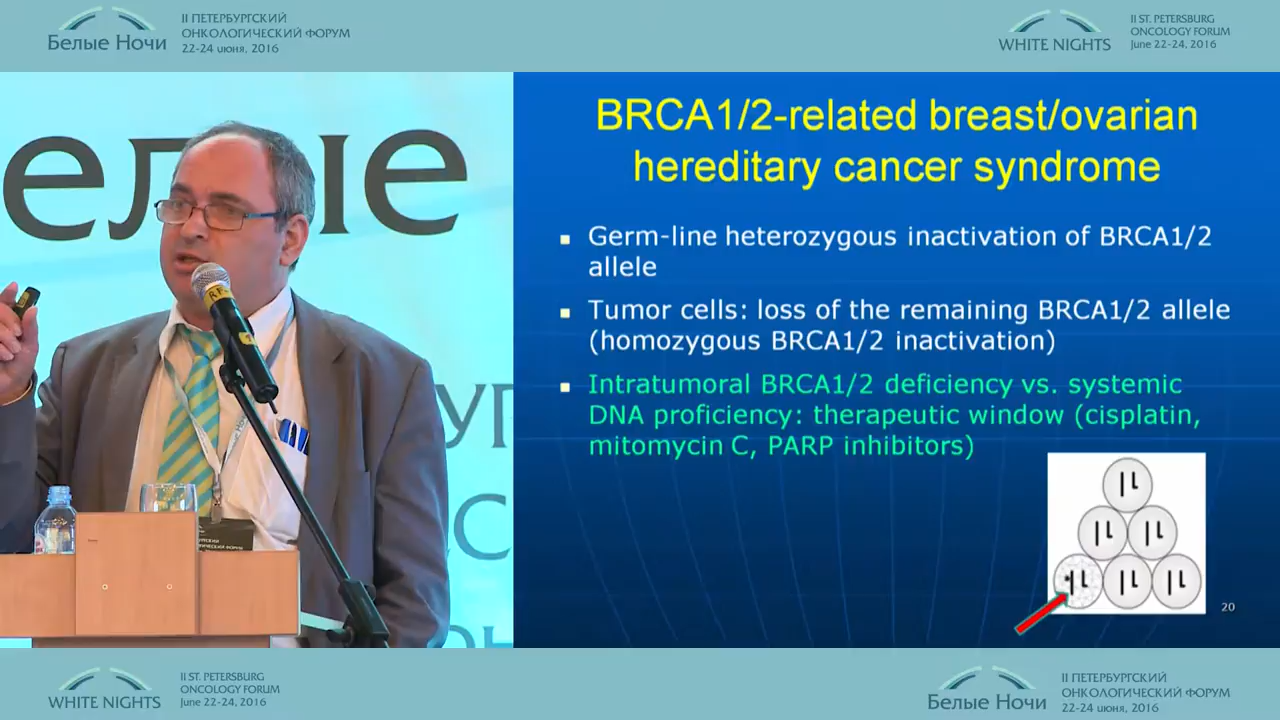 Белые Ночи
II ПЕТЕРБУРГСКИЙ
ОНКОЛОГИЧЕСКИЙ ФОРУМ
22-24 июня, 2016
WHITE NIGHTS
II ST. PETERSBURG
ONCOLOGY FORUM
June 22-24, 2016
елые
BRCA1/2-related breast/ovarian
hereditary cancer syndrome
▪ Germ-line heterozygous inactivation of BRCA1/2
allele
▪ Tumor cells: loss of the remaining BRCA1/2 allele
(homozygous BRCA1/2 inactivation)
▪ Intratumoral BRCA1/2 deficiency vs. systemic
DNA proficiency: therapeutic window (cisplatin,
mitomycin C, PARP inhibitors)
20
WHITE NIGHTS
II ST. PETERSBURG
ONCOLOGY FORUM
June 22-24, 2016
Белые Ночи
II ПЕТЕРБУРГСКИЙ
ОНКОЛОГИЧЕСКИЙ ФОРУМ
22-24 июня, 2016